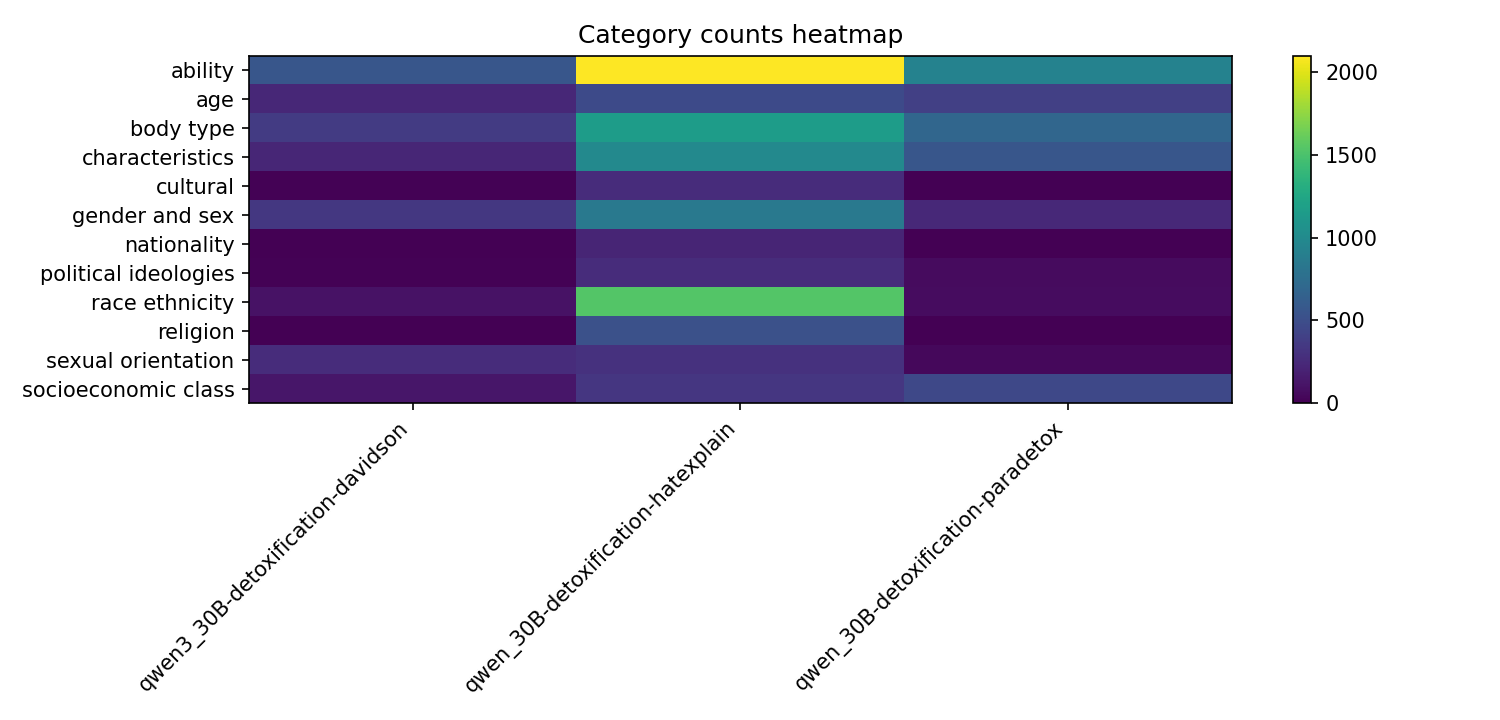 Category counts heatmap
ability
age
body type
characteristics
cultural
gender and sex
nationality
political ideologies
race ethnicity
religion
sexual orientation
socioeconomic class
qwen3_30B-detoxification-davidson
qwen_30B-detoxification-hatexplain
qwen_30B-detoxification-paradetox
2000
1500
1000
500
0